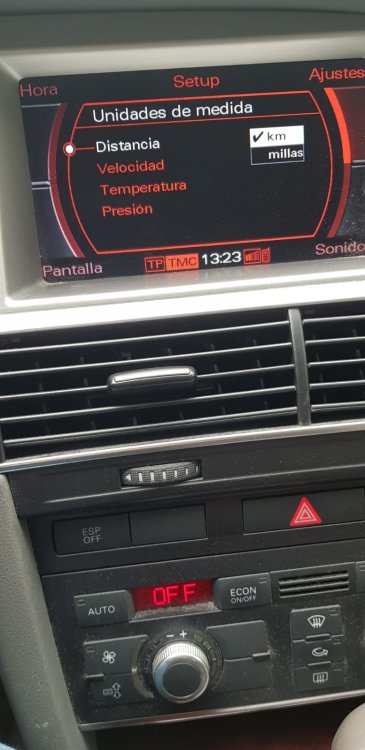 Hora
Setup
Ajustes
Unidades de medida
Distancia
✓ km
millas
Velocidad
Temperatura
Presión
Pantalla
TP TMC 13:23
Sonido
ESP
OFF
AUTO
OFF
ECON
ON/OFF